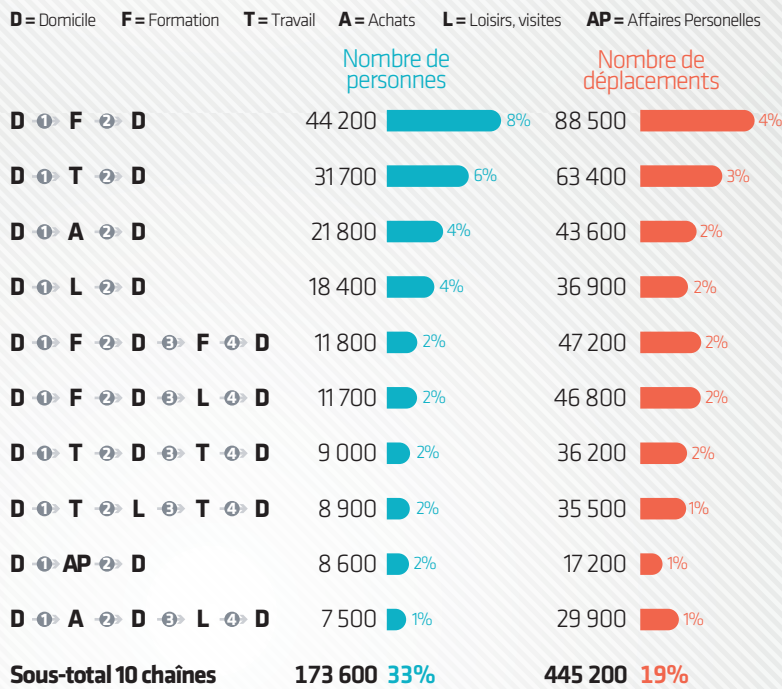 D = Domicile F = Formation T = Travail A = Achats L = Loisirs, visites AP = Affaires Personelles
Nombre de personnes
Nombre de déplacements
D 1 F 2 D 44 200 8% 88 500 4%
D 1 T 2 D 31 700 6% 63 400 3%
D 1 A 2 D 21 800 4% 43 600 2%
D 1 L 2 D 18 400 4% 36 900 2%
D 1 F 2 D 3 F 4 D 11 800 2% 47 200 2%
D 1 F 2 D 3 L 4 D 11 700 2% 46 800 2%
D 1 T 2 D 3 T 4 D 9 000 2% 36 200 2%
D 1 T 2 L 3 T 4 D 8 900 2% 35 500 1%
D 1 AP 2 D 8 600 2% 17 200 1%
D 1 A 2 D 3 L 4 D 7 500 1% 29 900 1%
Sous-total 10 chaînes 173 600 33% 445 200 19%